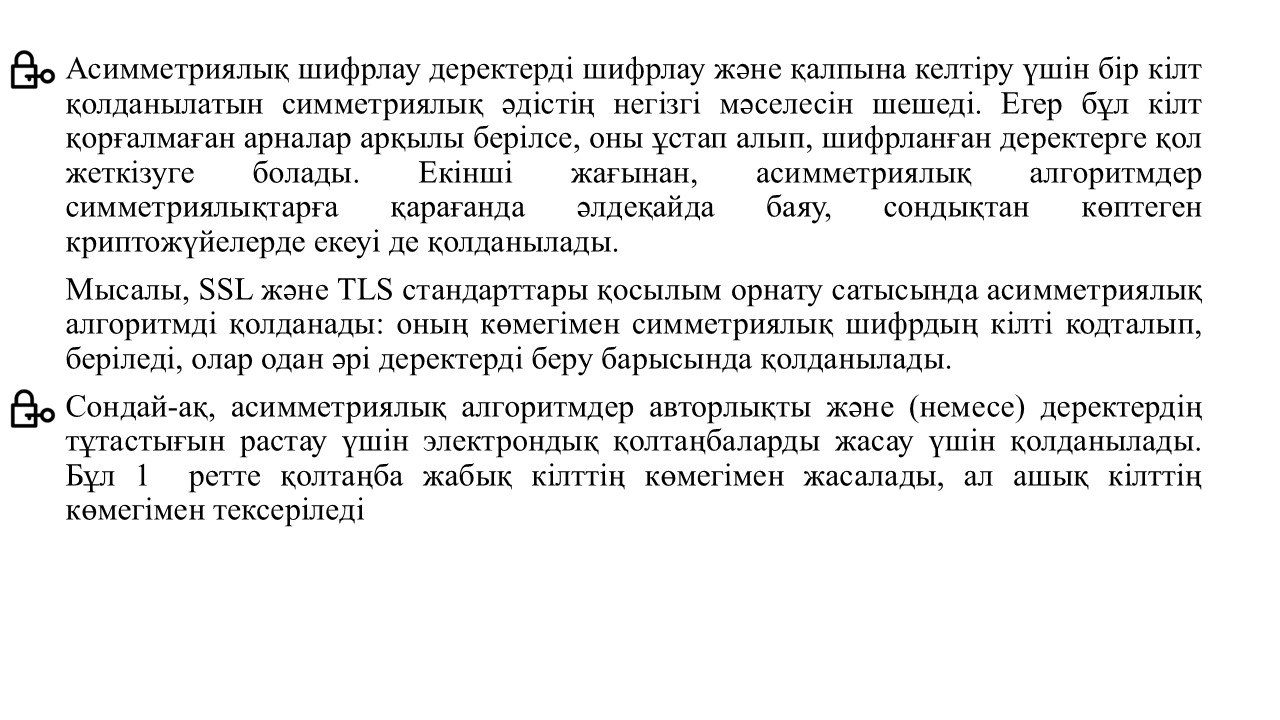 Асимметриялық шифрлау деректерді шифрлау және қалпына келтіру үшін бір кілт
қолданылатын симметриялық әдістің негізгі мәселесін шешеді. Егер бұл кілт
қорғалмаған арналар арқылы берілсе, оны ұстап алып, шифрланған деректерге қол
жеткізуге болады. Екінші жағынан, асимметриялық алгоритмдер
симметриялықтарға қарағанда әлдеқайда баяу, сондықтан көптеген
криптожүйелерде екеуі де қолданылады.
Мысалы, SSL және TLS стандарттары қосылым орнату сатысында асимметриялық
алгоритмді қолданады: оның көмегімен симметриялық шифрдың кілті кодталып,
беріледі, олар одан әрі деректерді беру барысында қолданылады.
Сондай-ақ, асимметриялық алгоритмдер авторлықты және (немесе) деректердің
тұтастығын растау үшін электрондық қолтаңбаларды жасау үшін қолданылады.
Бұл 1 ретте қолтаңба жабық кілттің көмегімен жасалады, ал ашық кілттің
көмегімен тексеріледі